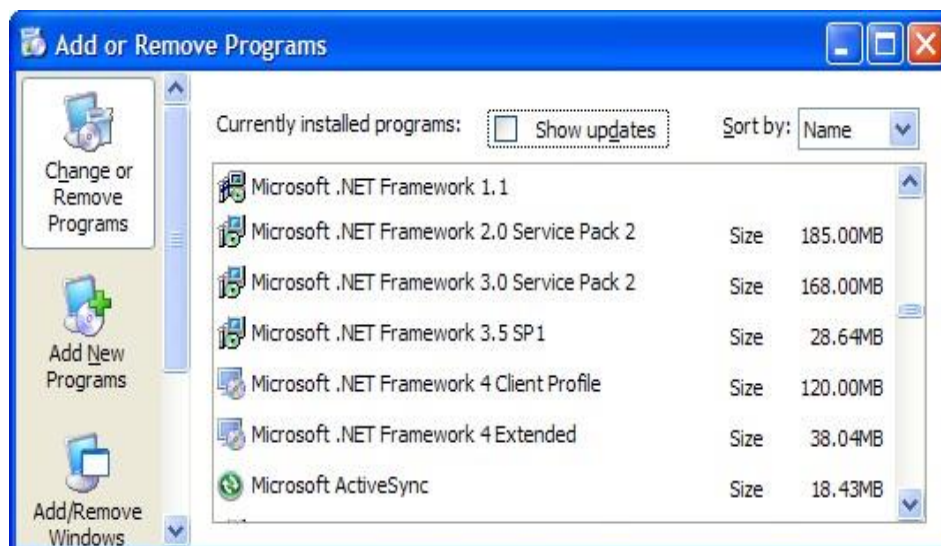 Add or Remove Programs
Change or
Remove
Programs
Add New
Programs
Add/Remove
Windows
Currently installed programs:
Show updates
Sort by:
Name
Microsoft .NET Framework 1.1
Microsoft .NET Framework 2.0 Service Pack 2 Size 185.00MB
Microsoft .NET Framework 3.0 Service Pack 2 Size 168.00MB
Microsoft .NET Framework 3.5 SP1 Size 28.64MB
Microsoft .NET Framework 4 Client Profile Size 120.00MB
Microsoft .NET Framework 4 Extended Size 38.04MB
Microsoft ActiveSync Size 18.43MB